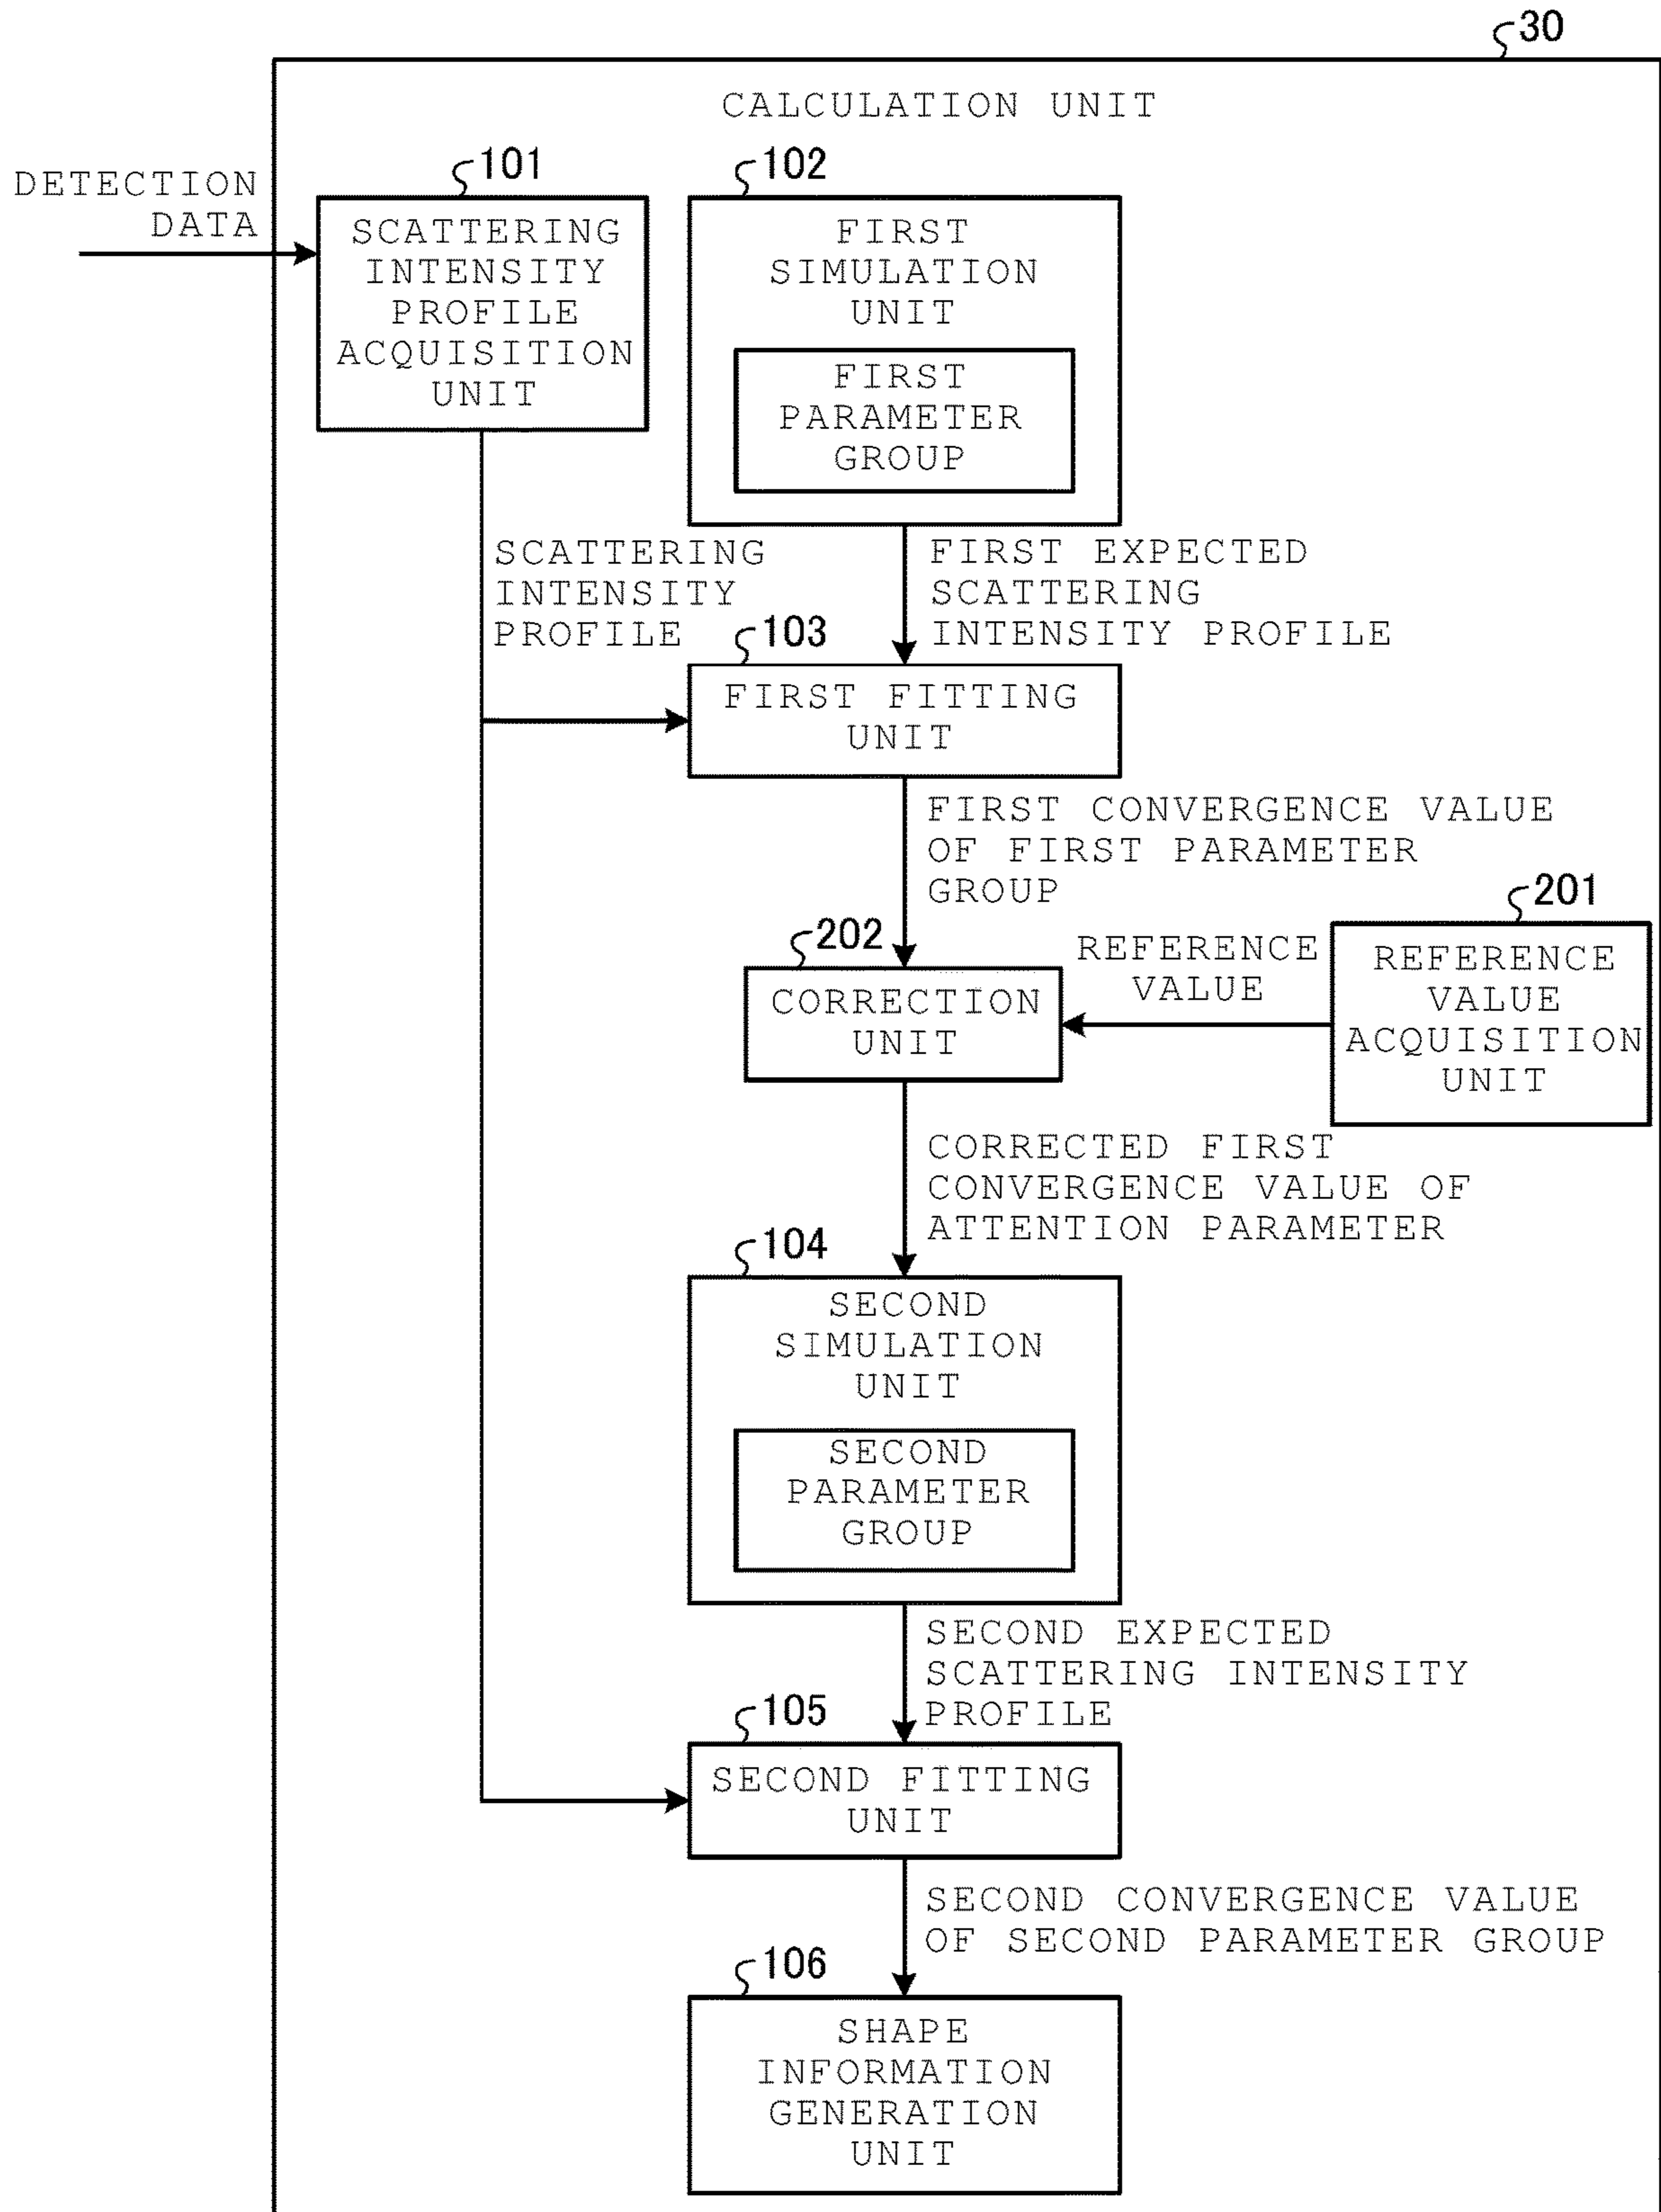 30
CALCULATION UNIT
DETECTION
DATA
101
SCATTERING
INTENSITY
PROFILE
ACQUISITION
UNIT
102
FIRST
SIMULATION
UNIT
FIRST
PARAMETER
GROUP
SCATTERING
INTENSITY
PROFILE
FIRST EXPECTED
SCATTERING
INTENSITY PROFILE
103
FIRST FITTING
UNIT
FIRST CONVERGENCE VALUE
OF FIRST PARAMETER
GROUP
201
REFERENCE
VALUE
ACQUISITION
UNIT
REFERENCE
VALUE
202
CORRECTION
UNIT
CORRECTED FIRST
CONVERGENCE VALUE OF
ATTENTION PARAMETER
104
SECOND
SIMULATION
UNIT
SECOND
PARAMETER
GROUP
SECOND EXPECTED
SCATTERING INTENSITY
PROFILE
105
SECOND FITTING
UNIT
SECOND CONVERGENCE VALUE
OF SECOND PARAMETER GROUP
106
SHAPE
INFORMATION
GENERATION
UNIT